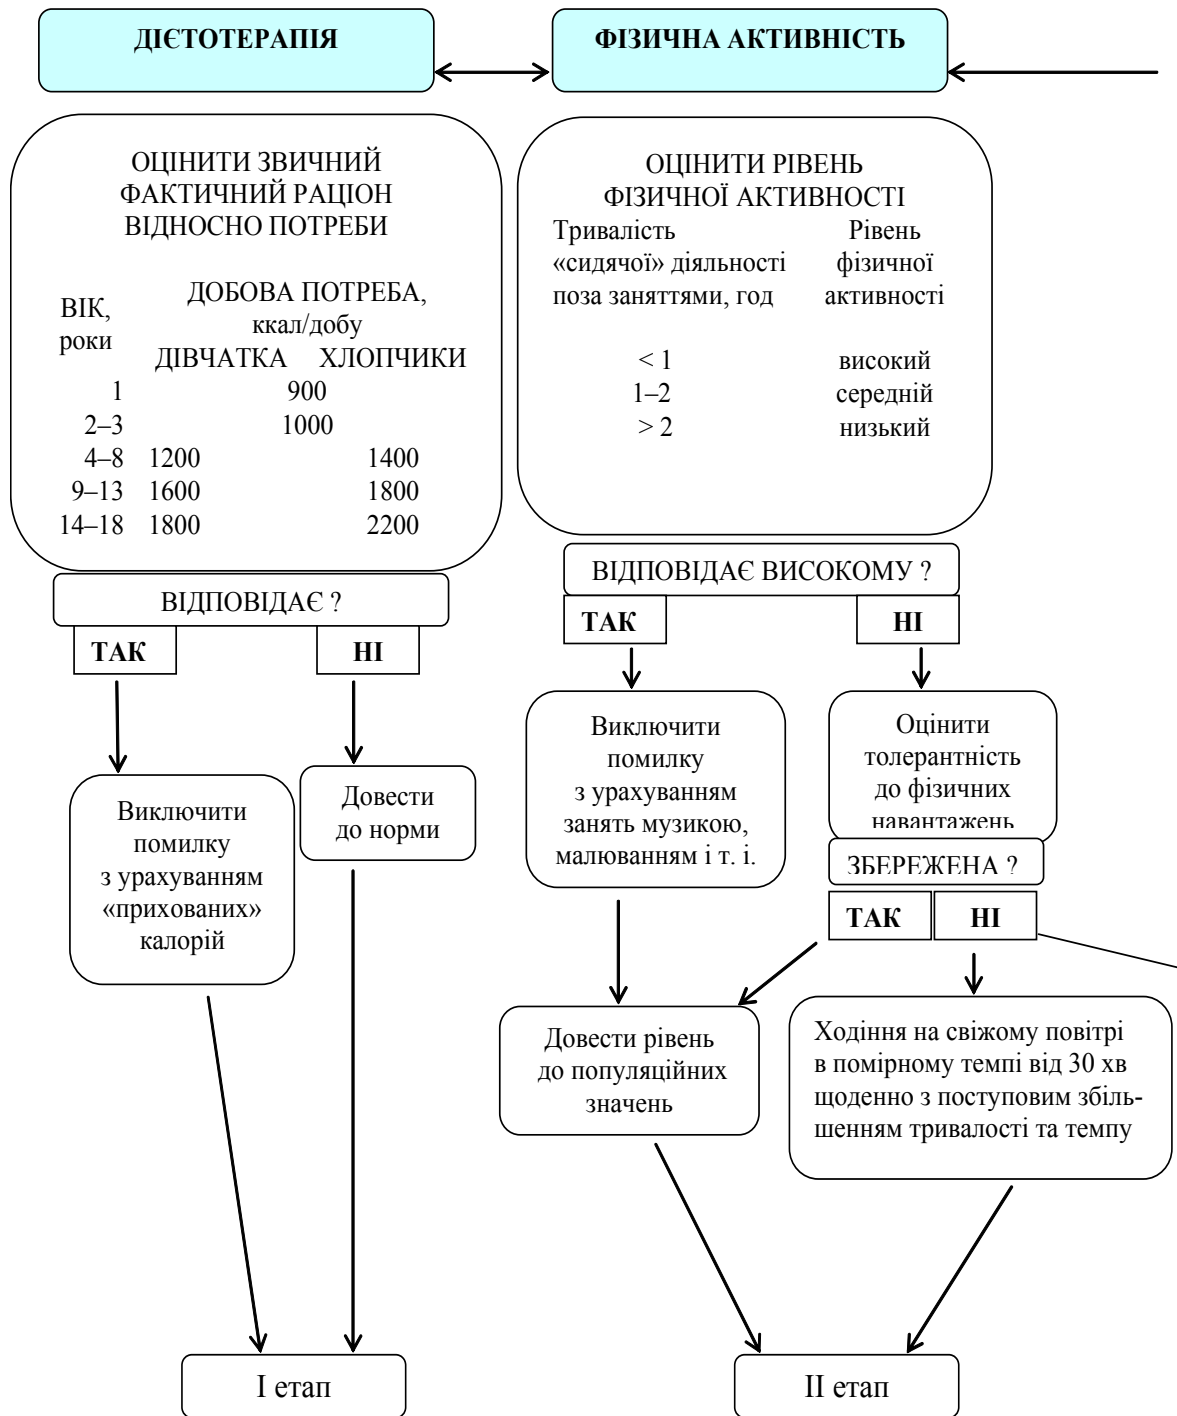 ДІЄТОТЕРАПІЯ
ОЦІНИТИ ЗВИЧНИЙ
ФАКТИЧНИЙ РАЦІОН
ВІДНОСНО ПОТРЕБИ
ВІК,
роки
ДОБОВА ПОТРЕБА,
ккал/добу
ДІВЧАТКА ХЛОПЧИКИ
1 900
2–3 1000
4–8 1200 1400
9–13 1600 1800
14–18 1800 2200
ВІДПОВІДАЄ ?
ТАК НІ
Виключити
помилку
з урахуванням
«прихованих»
калорій
Довести
до норми
І етап
ФІЗИЧНА АКТИВНІСТЬ
ОЦІНИТИ РІВЕНЬ
ФІЗИЧНОЇ АКТИВНОСТІ
Тривалість
«сидячої» діяльності
поза заняттями, год
Рівень
фізичної
активності
< 1 високий
1–2 середній
> 2 низький
ВІДПОВІДАЄ ВИСОКОМУ ?
ТАК НІ
Виключити
помилку
з урахуванням
занять музикою,
малюванням і т. і.
Оцінити
толерантність
до фізичних
навантажень
ЗБЕРЕЖЕНА ?
ТАК НІ
Довести рівень
до популяційних
значень
Ходіння на свіжому повітрі
в помірному темпі від 30 хв
щоденно з поступовим збіль-
шенням тривалості та темпу
ІІ етап